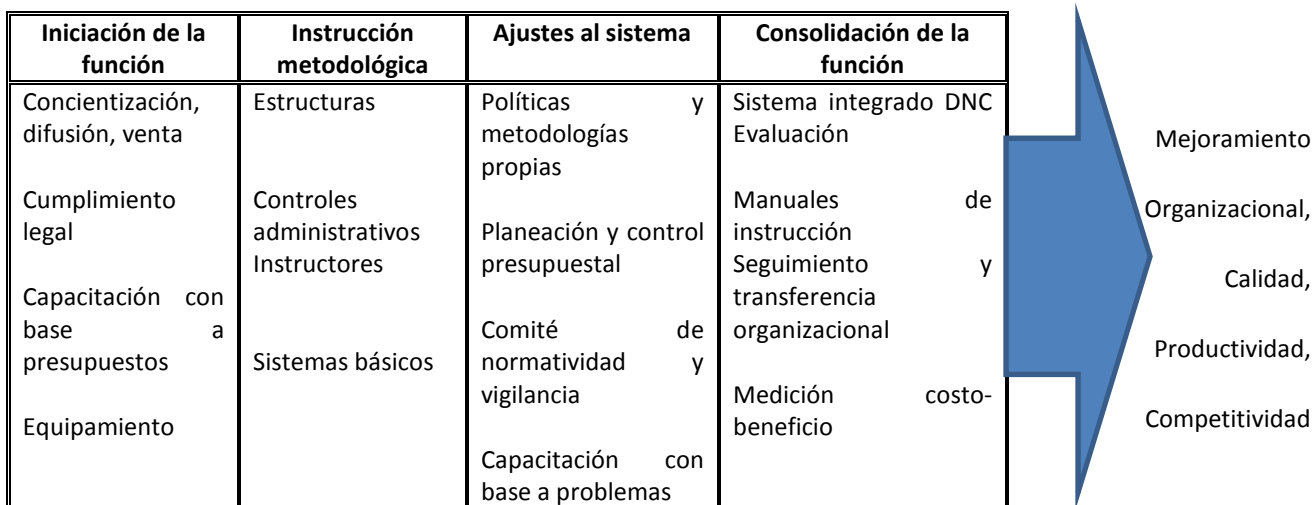 Iniciación de la
función
Instrucción
metodológica
Ajustes al sistema
Consolidación de la
función
Concientización,
difusión, venta
Cumplimiento
legal
Capacitación con
base a
presupuestos
Equipamiento
Estructuras
Controles
administrativos
Instructores
Sistemas básicos
Políticas y
metodologías
propias
Planeación y control
presupuestal
Comité de
normatividad y
vigilancia
Capacitación con
base a problemas
Sistema integrado DNC
Evaluación
Manuales de
instrucción
Seguimiento y
transferencia
organizacional
Medición costo-
beneficio
Mejoramiento
Organizacional,
Calidad,
Productividad,
Competitividad